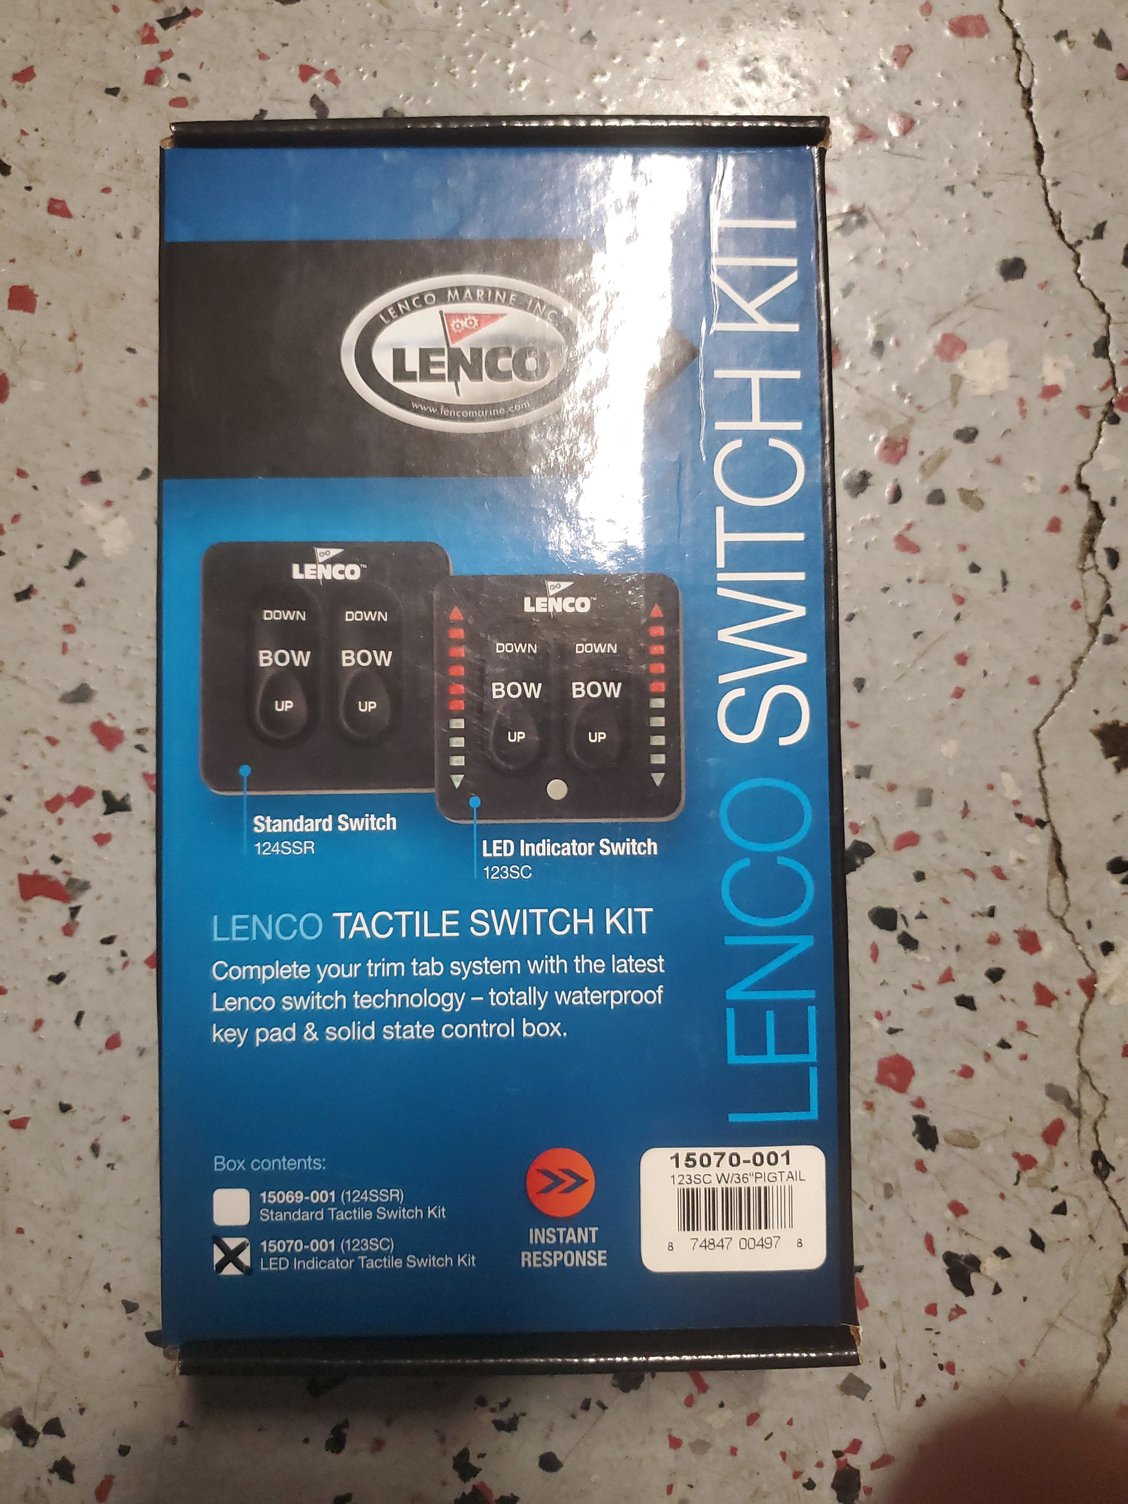 LENCO MARINE INC.
LENCO
www.lencomarine.com
LENCO SWITCH KIT
LENCO™
DOWN DOWN
BOW BOW
UP UP
LENCO™
DOWN DOWN
BOW BOW
UP UP
Standard Switch
124SSR
LED Indicator Switch
123SC
LENCO TACTILE SWITCH KIT
Complete your trim tab system with the latest
Lenco switch technology – totally waterproof
key pad & solid state control box.
Box contents:
15069-001 (124SSR)
Standard Tactile Switch Kit
15070-001 (123SC)
LED Indicator Tactile Switch Kit
INSTANT
RESPONSE
15070-001
123SC W/36"PIGTAIL
8 74847 00497 8